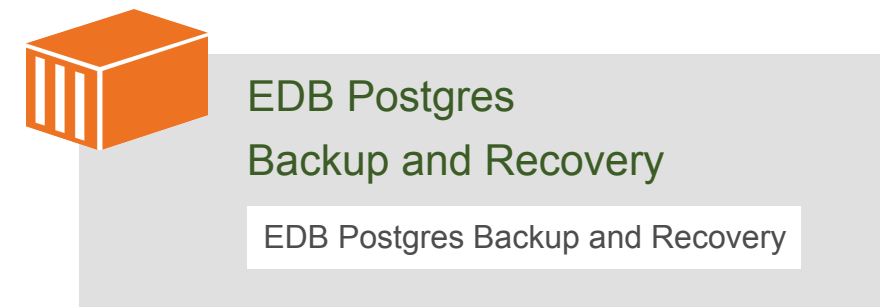 EDB Postgres
Backup and Recovery
EDB Postgres Backup and Recovery